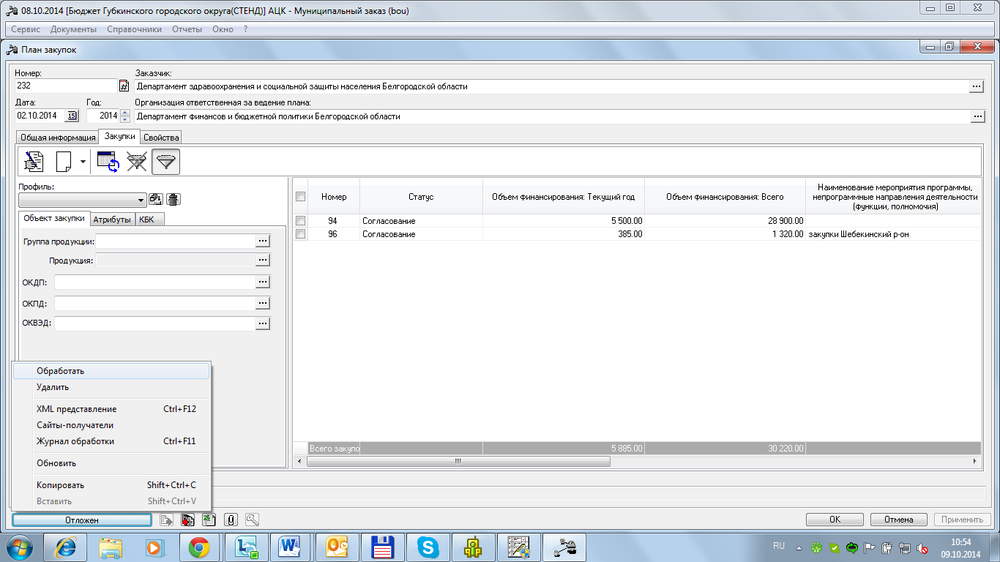 08.10.2014 [Бюджет Губкинского городского округа(СТЕНД)] АЦК - Муниципальный заказ (bou)
Сервис Документы Справочники Отчеты Окно ?
План закупок
Номер: Заказчик:
232 Департамент здравоохранения и социальной защиты населения Белгородской области
Дата: Год: Организация ответственная за ведение плана:
02.10.2014 15 2014 Департамент финансов и бюджетной политики Белгородской области
Общая информация Закупки Свойства
Профиль:
Объект закупки Атрибуты КБК
Группа продукции:
Продукция:
ОКДП:
ОКПД:
ОКВЭД:
Номер Статус Объем финансирования: Текущий год Объем финансирования: Всего Наименование мероприятия программы,
непрограммные направления деятельности
(функции, полномочия)
94 Согласование 5 500.00 28 900.00
96 Согласование 385.00 1 320.00 закупки Шебекинский р-он
Всего закупо 5 885.00 30 220.00
Обработать
Удалить
XML представление Ctrl+F12
Сайты-получатели
Журнал обработки Ctrl+F11
Обновить
Копировать Shift+Ctrl+C
Вставить Shift+Ctrl+V
Отложен OK Отмена Применить
RU 10:54
09.10.2014